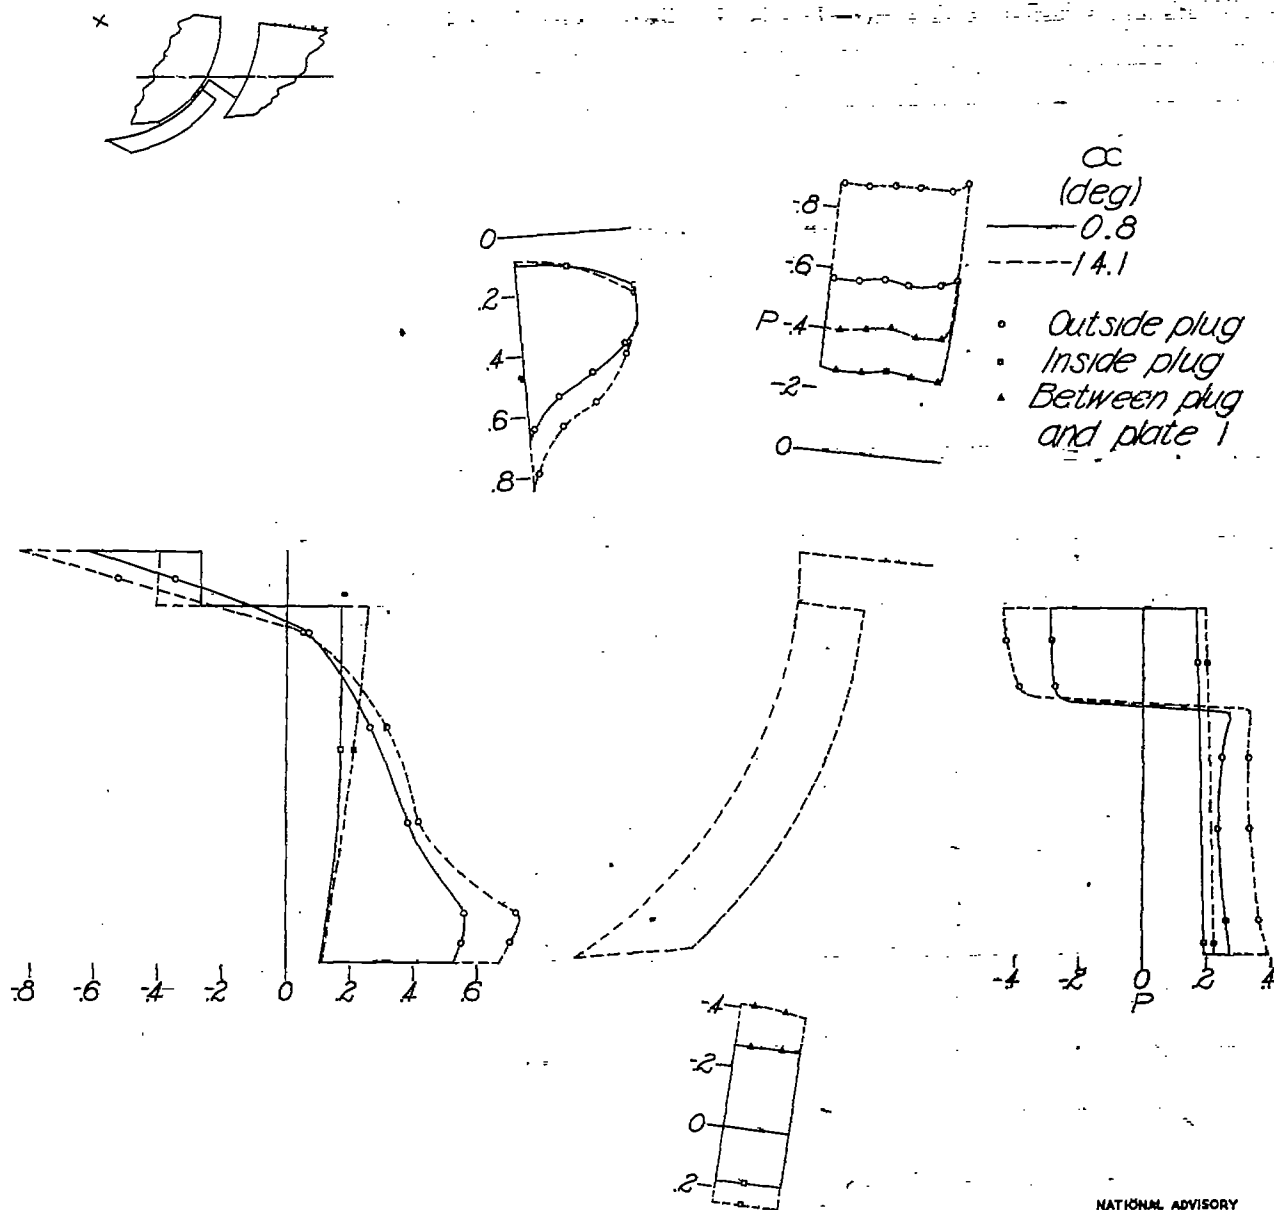 x
α
(deg)
0.8
14.1
Outside plug
Inside plug
Between plug
and plate 1
0
.2
.4
.6
.8
-.8
-.6
P -.4
-.2
0
-.8 -.6 -.4 -.2 0 .2 .4 .6
-.4 -.2 0 .2 .4
P
-.4
-.2
0
.2
NATIONAL ADVISORY